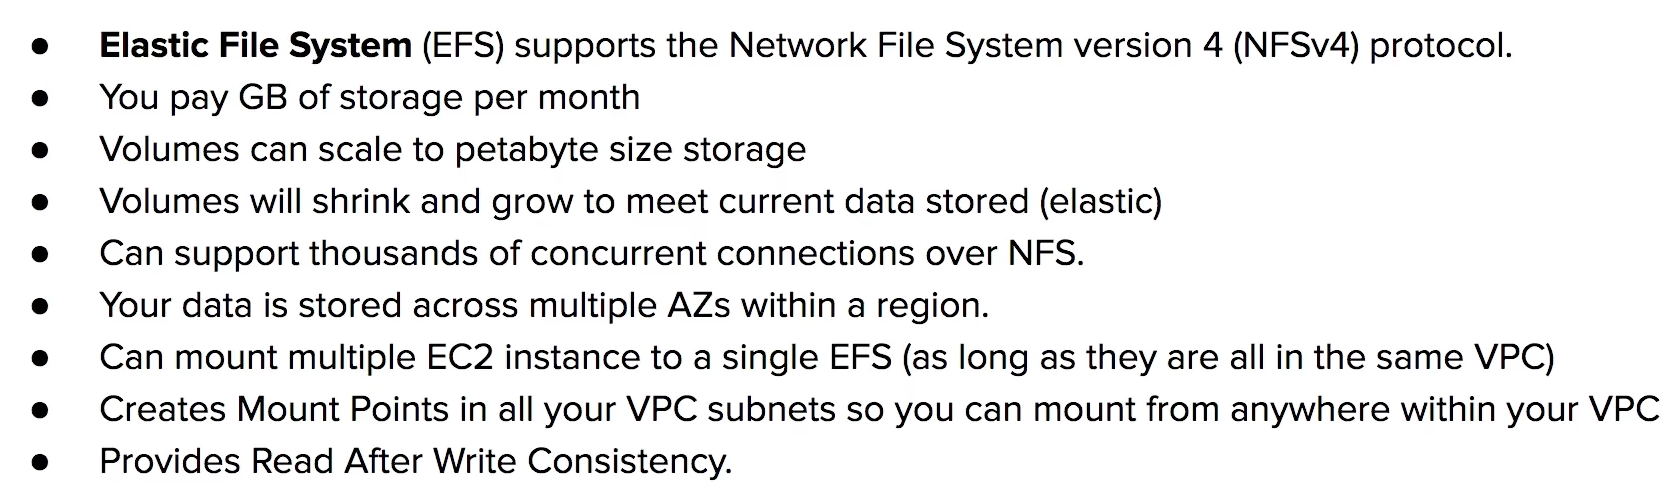 ● Elastic File System (EFS) supports the Network File System version 4 (NFSv4) protocol.
● You pay GB of storage per month
● Volumes can scale to petabyte size storage
● Volumes will shrink and grow to meet current data stored (elastic)
● Can support thousands of concurrent connections over NFS.
● Your data is stored across multiple AZs within a region.
● Can mount multiple EC2 instance to a single EFS (as long as they are all in the same VPC)
● Creates Mount Points in all your VPC subnets so you can mount from anywhere within your VPC
● Provides Read After Write Consistency.